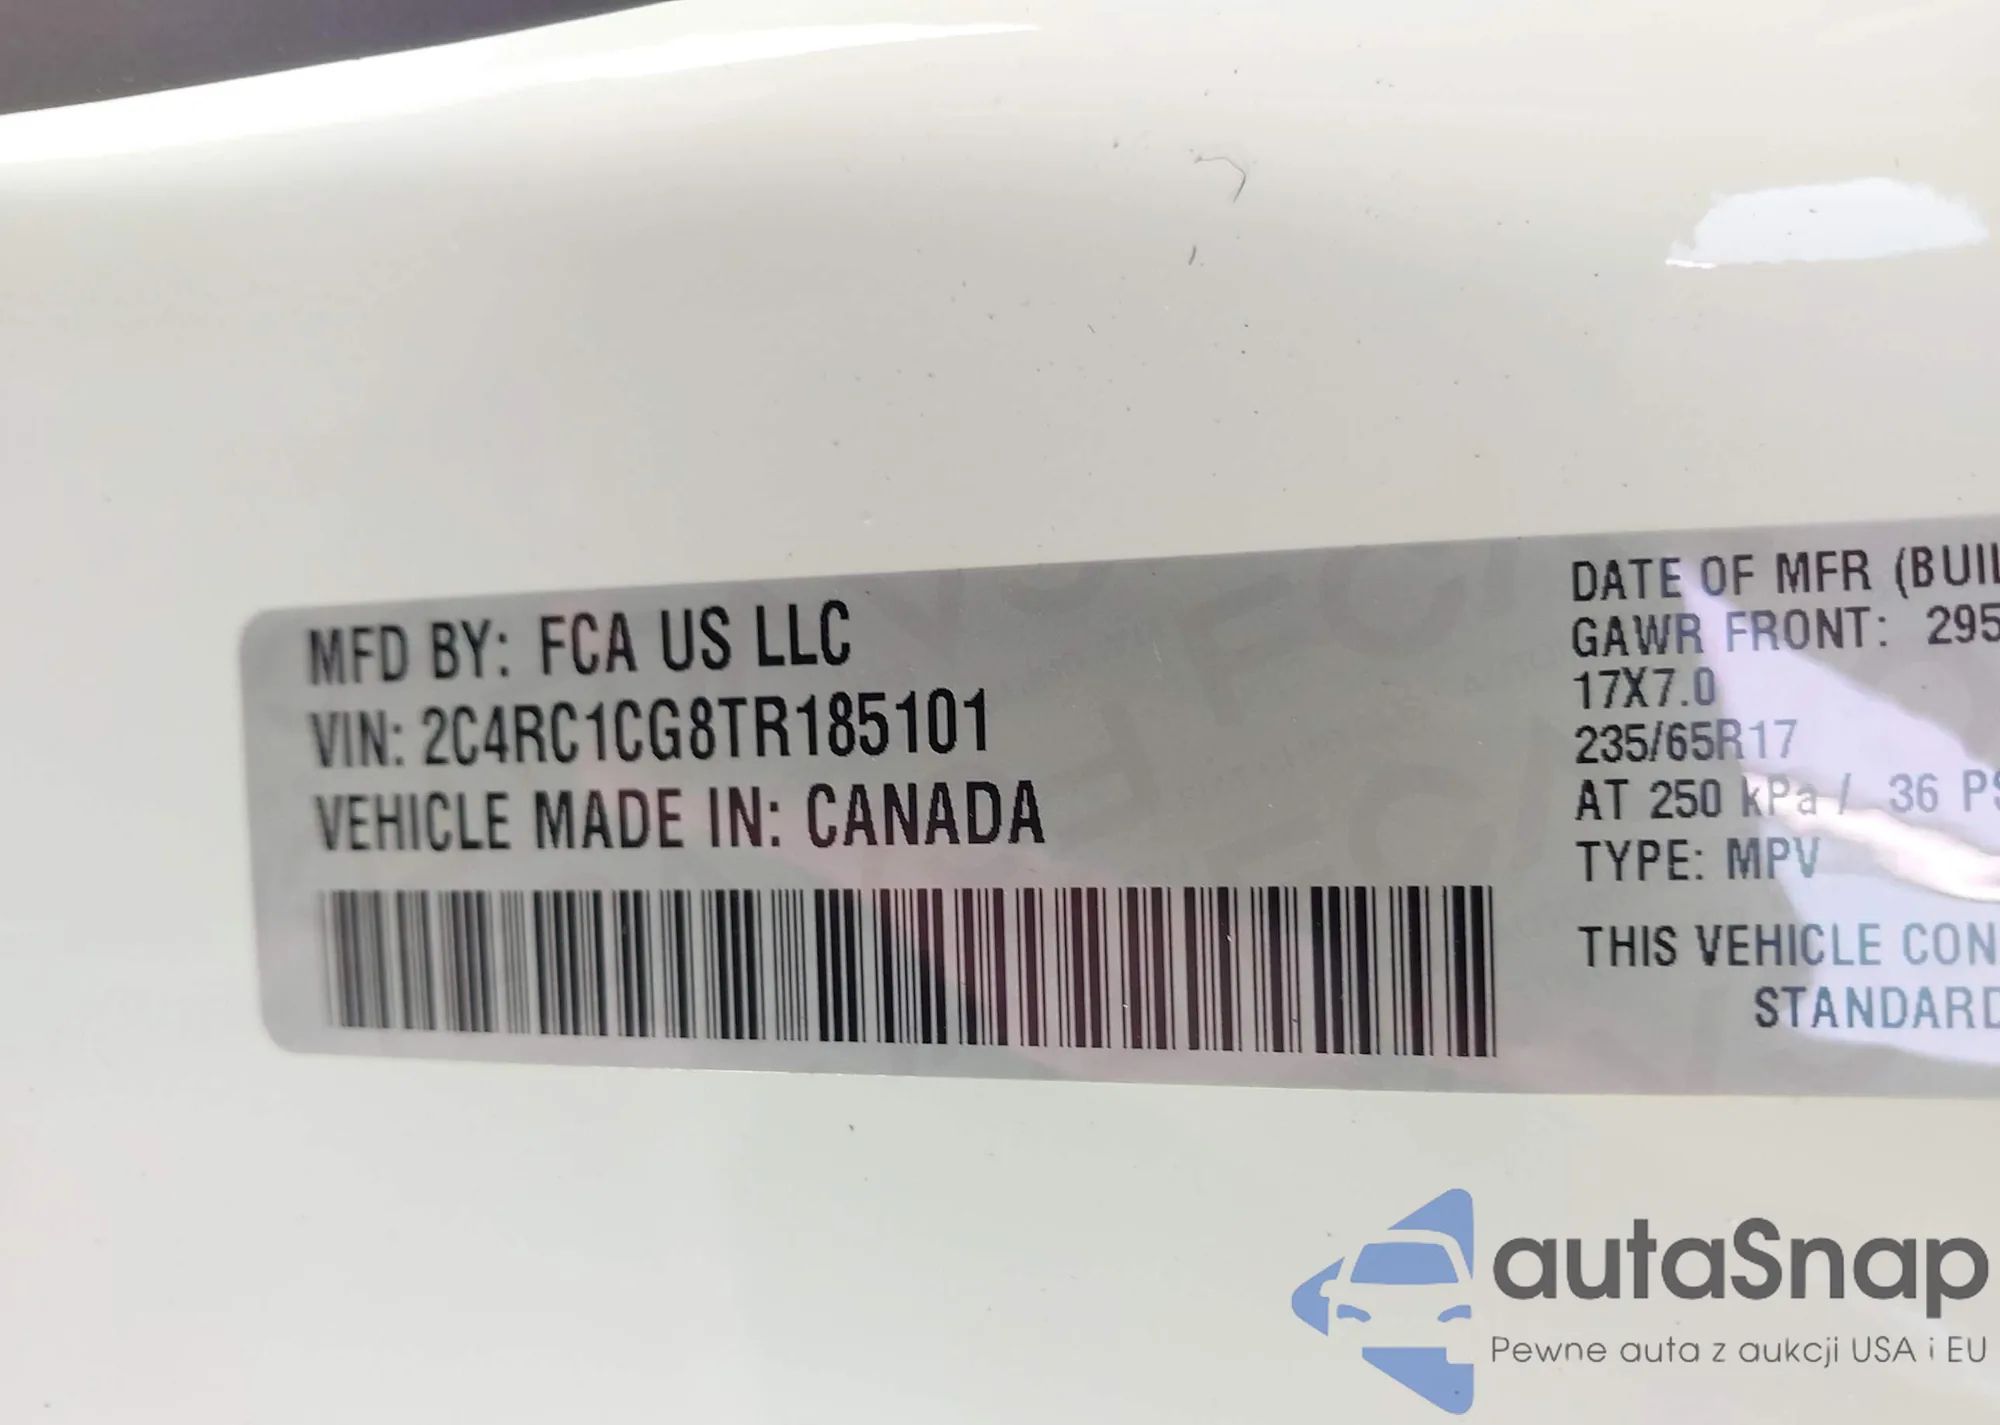 MFD BY: FCA US LLC
VIN: 2C4RC1CG8TR185101
VEHICLE MADE IN: CANADA
DATE OF MFR (BUIL
GAWR FRONT: 295
17X7.0
235/65R17
AT 250 kPa / 36 PS
TYPE: MPV
THIS VEHICLE CON
STANDARD
autaSnap
Pewne auta z aukcji USA i EU